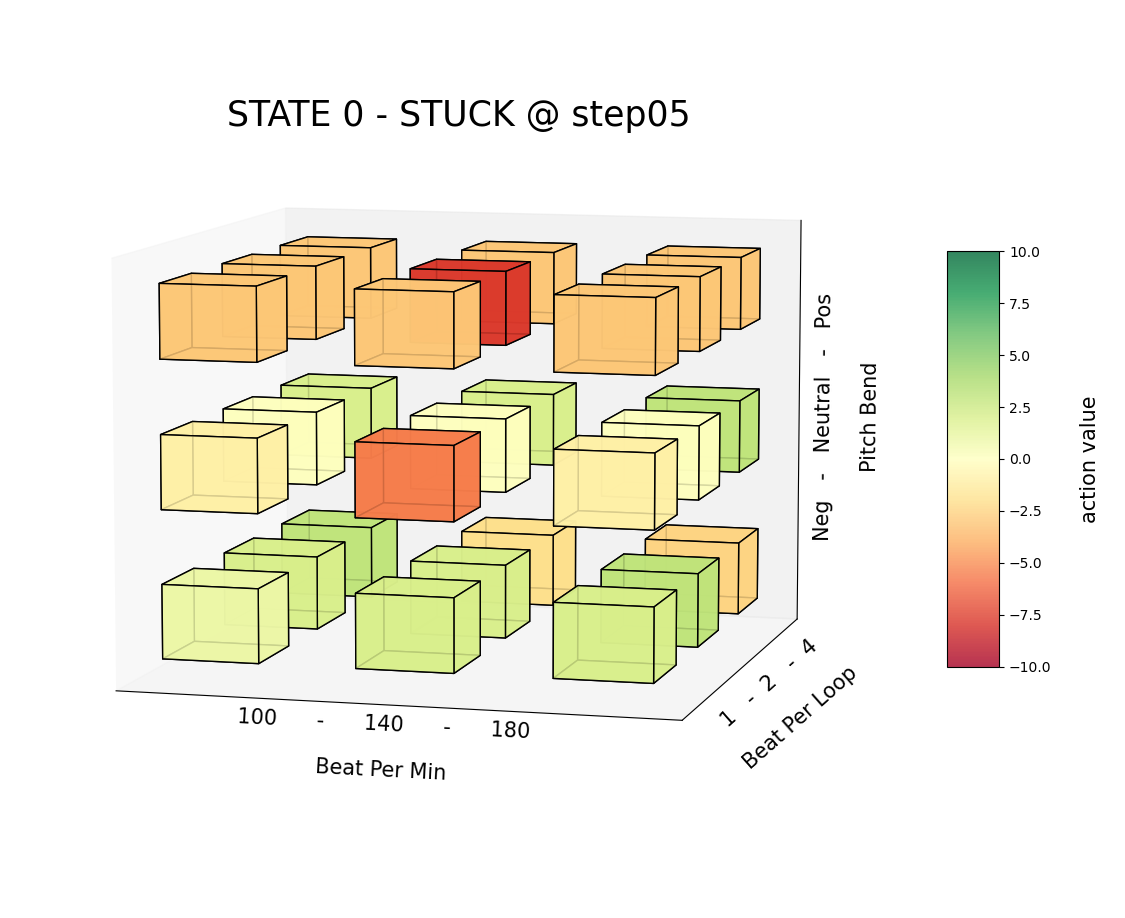 STATE 0 - STUCK @ step05
Neg - Neutral - Pos
Pitch Bend
1 - 2 - 4
Beat Per Loop
100 - 140 - 180
Beat Per Min
10.0
7.5
5.0
2.5
0.0
−2.5
−5.0
−7.5
−10.0
action value